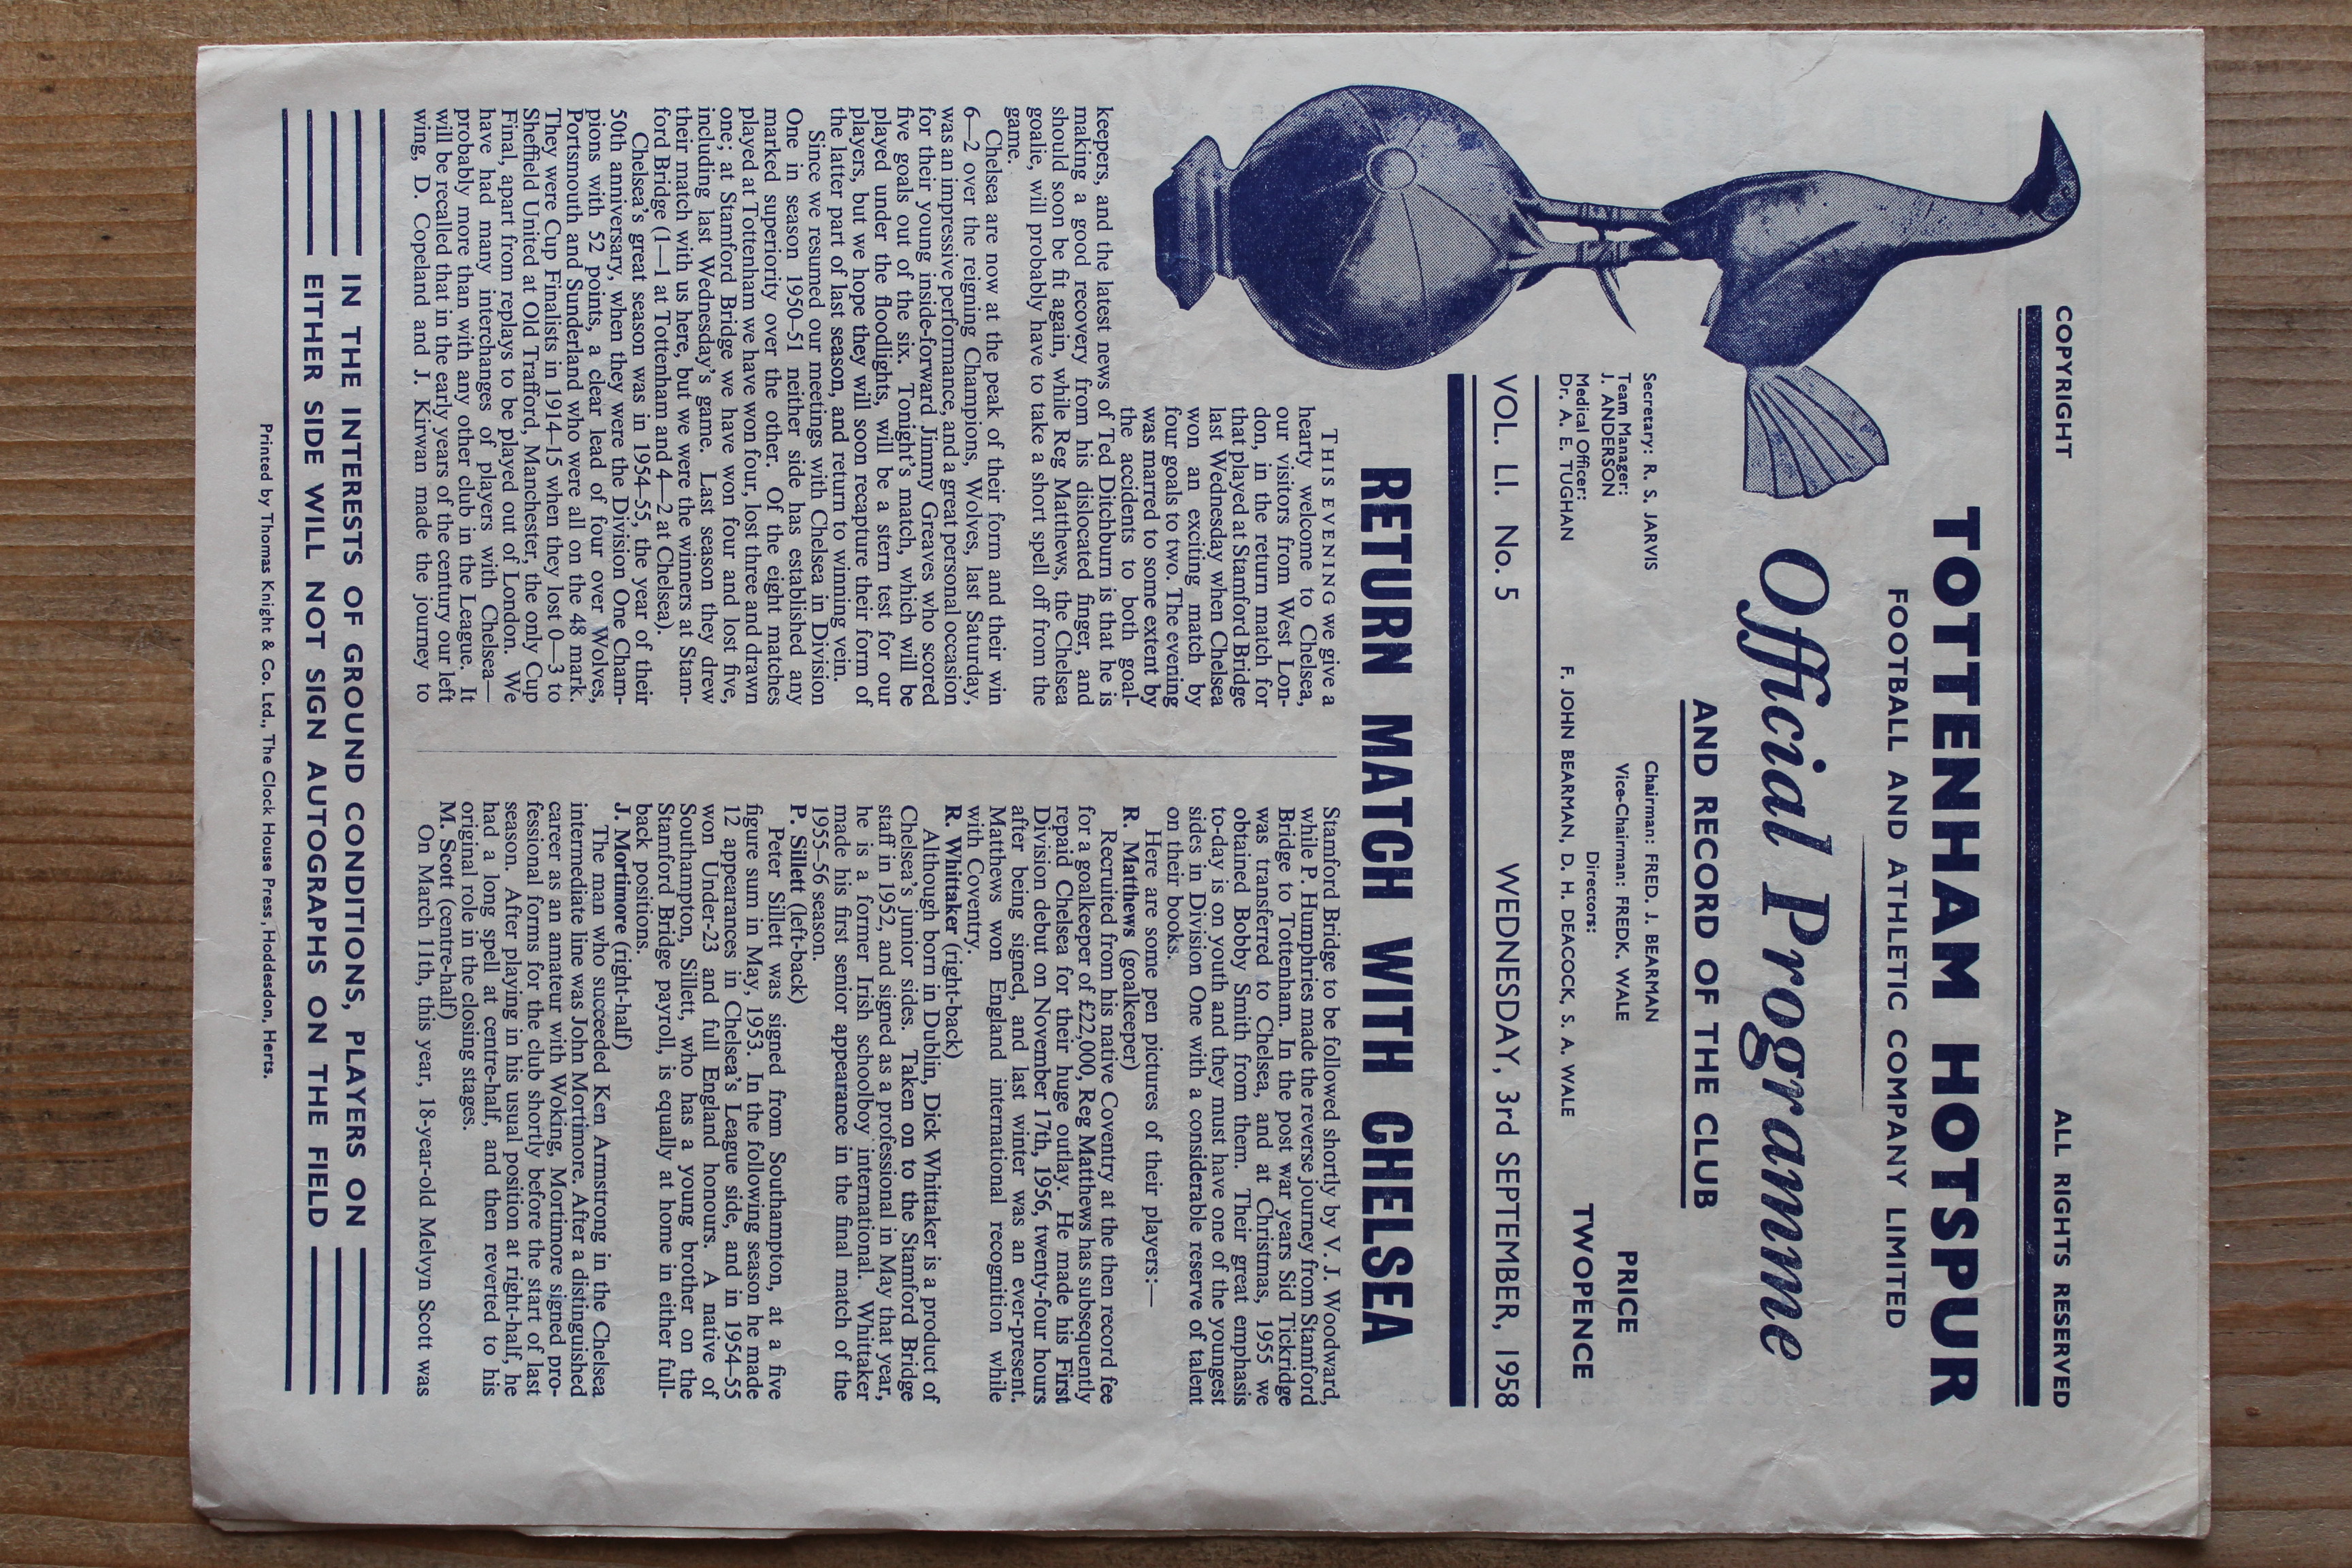 COPYRIGHT
ALL RIGHTS RESERVED
TOTTENHAM HOTSPUR
FOOTBALL AND ATHLETIC COMPANY LIMITED
Official Programme
AND RECORD OF THE CLUB
Secretary: R. S. JARVIS
Team Manager:
J. ANDERSON
Medical Officer:
Dr. A. E. TUGHAN
Chairman: FRED. J. BEARMAN
Vice-Chairman: FREDK. WALE
Directors:
F. JOHN BEARMAN, D. H. DEACOCK, S. A. WALE
PRICE
TWOPENCE
VOL. LI. No. 5
WEDNESDAY, 3rd SEPTEMBER, 1958
RETURN MATCH WITH CHELSEA
THIS EVENING we give a
hearty welcome to Chelsea,
our visitors from West Lon-
don, in the return match for
that played at Stamford Bridge
last Wednesday when Chelsea
won an exciting match by
four goals to two. The evening
was marred to some extent by
the accidents to both goal-
keepers, and the latest news of Ted Ditchburn is that he is
making a good recovery from his dislocated finger, and
should soon be fit again, while Reg Matthews, the Chelsea
goalie, will probably have to take a short spell off from the
game.
Chelsea are now at the peak of their form and their win
6—2 over the reigning Champions, Wolves, last Saturday,
was an impressive performance, and a great personal occasion
for their young inside-forward Jimmy Greaves who scored
five goals out of the six. Tonight's match, which will be
played under the floodlights, will be a stern test for our
players, but we hope they will soon recapture their form of
the latter part of last season, and return to winning vein.
Since we resumed our meetings with Chelsea in Division
One in season 1950-51 neither side has established any
marked superiority over the other. Of the eight matches
played at Tottenham we have won four, lost three and drawn
one; at Stamford Bridge we have won four and lost five,
including last Wednesday's game. Last season they drew
their match with us here, but we were the winners at Stam-
ford Bridge (1—1 at Tottenham and 4—2 at Chelsea).
Chelsea's great season was in 1954-55, the year of their
50th anniversary, when they were the Division One Cham-
pions with 52 points, a clear lead of four over Wolves,
Portsmouth and Sunderland who were all on the 48 mark.
They were Cup Finalists in 1914-15 when they lost 0—3 to
Sheffield United at Old Trafford, Manchester, the only Cup
Final, apart from replays to be played out of London. We
have had many interchanges of players with Chelsea—
probably more than with any other club in the League. It
will be recalled that in the early years of the century our left
wing, D. Copeland and J. Kirwan made the journey to
Stamford Bridge to be followed shortly by V. J. Woodward,
while P. Humphries made the reverse journey from Stamford
Bridge to Tottenham. In the post war years Sid Tickridge
was transferred to Chelsea, and at Christmas, 1955 we
obtained Bobby Smith from them. Their great emphasis
to-day is on youth and they must have one of the youngest
sides in Division One with a considerable reserve of talent
on their books.
Here are some pen pictures of their players:—
R. Matthews (goalkeeper)
Recruited from his native Coventry at the then record fee
for a goalkeeper of £22,000, Reg Matthews has subsequently
repaid Chelsea for their huge outlay. He made his First
Division debut on November 17th, 1956, twenty-four hours
after being signed, and last winter was an ever-present.
Matthews won England international recognition while
with Coventry.
R. Whittaker (right-back)
Although born in Dublin, Dick Whittaker is a product of
Chelsea's junior sides. Taken on to the Stamford Bridge
staff in 1952, and signed as a professional in May that year,
he is a former Irish schoolboy international. Whittaker
made his first senior appearance in the final match of the
1955-56 season.
P. Sillett (left-back)
Peter Sillett was signed from Southampton, at a five
figure sum in May, 1953. In the following season he made
12 appearances in Chelsea's League side, and in 1954-55
won Under-23 and full England honours. A native of
Southampton, Sillett, who has a young brother on the
Stamford Bridge payroll, is equally at home in either full-
back positions.
J. Mortimore (right-half)
The man who succeeded Ken Armstrong in the Chelsea
intermediate line was John Mortimore. After a distinguished
career as an amateur with Woking, Mortimore signed pro-
fessional forms for the club shortly before the start of last
season. After playing in his usual position at right-half, he
had a long spell at centre-half, and then reverted to his
original role in the closing stages.
M. Scott (centre-half)
On March 11th, this year, 18-year-old Melvyn Scott was
IN THE INTERESTS OF GROUND CONDITIONS, PLAYERS ON
EITHER SIDE WILL NOT SIGN AUTOGRAPHS ON THE FIELD
Printed by Thomas Knight & Co. Ltd., The Clock House Press, Hoddesdon, Herts.